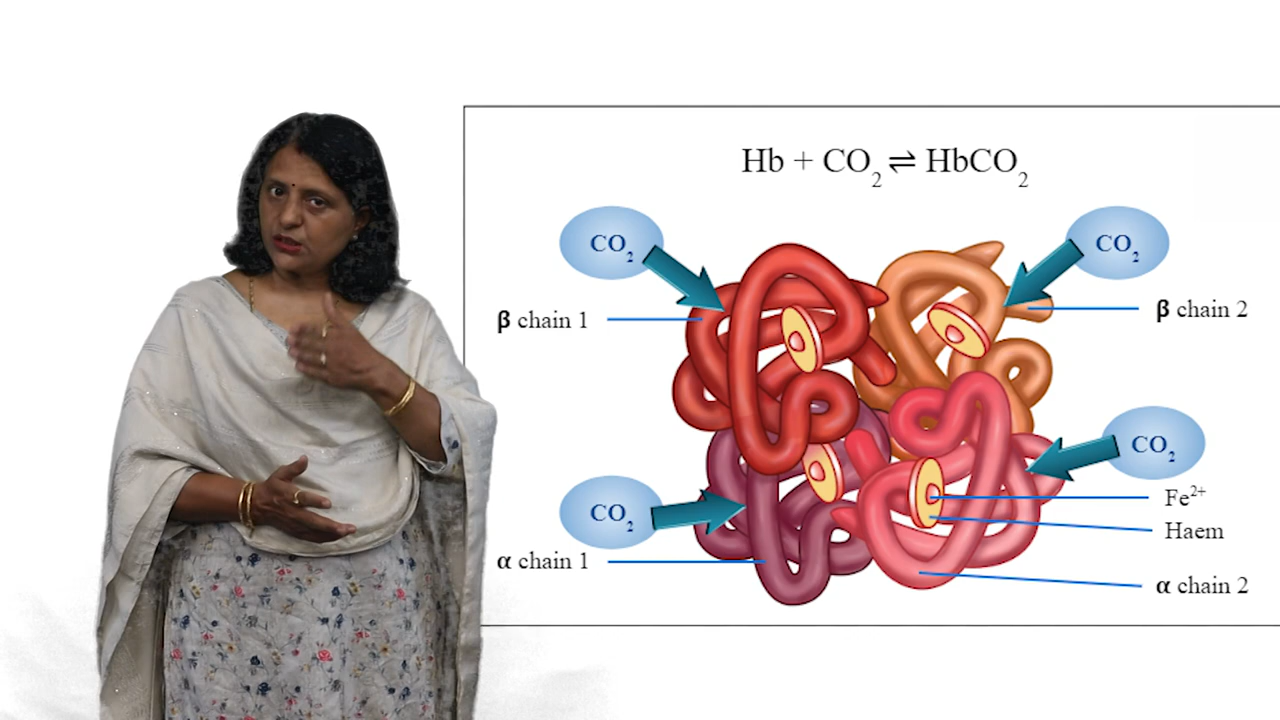 Hb + CO₂ ⇌ HbCO₂
CO₂
CO₂
β chain 1
β chain 2
CO₂
CO₂
Fe²⁺
Haem
α chain 1
α chain 2